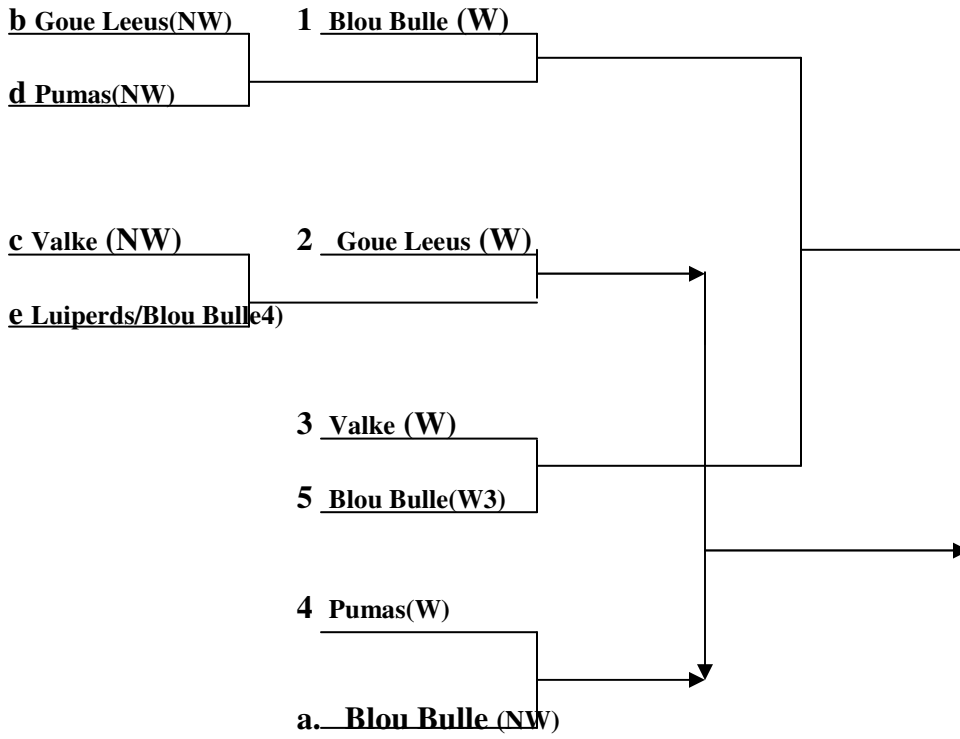 b Goue Leeus(NW)
1 Blou Bulle (W)
d Pumas(NW)
c Valke (NW)
2 Goue Leeus (W)
e Luiperds/Blou Bulle4)
3 Valke (W)
5 Blou Bulle(W3)
4 Pumas(W)
a. Blou Bulle (NW)